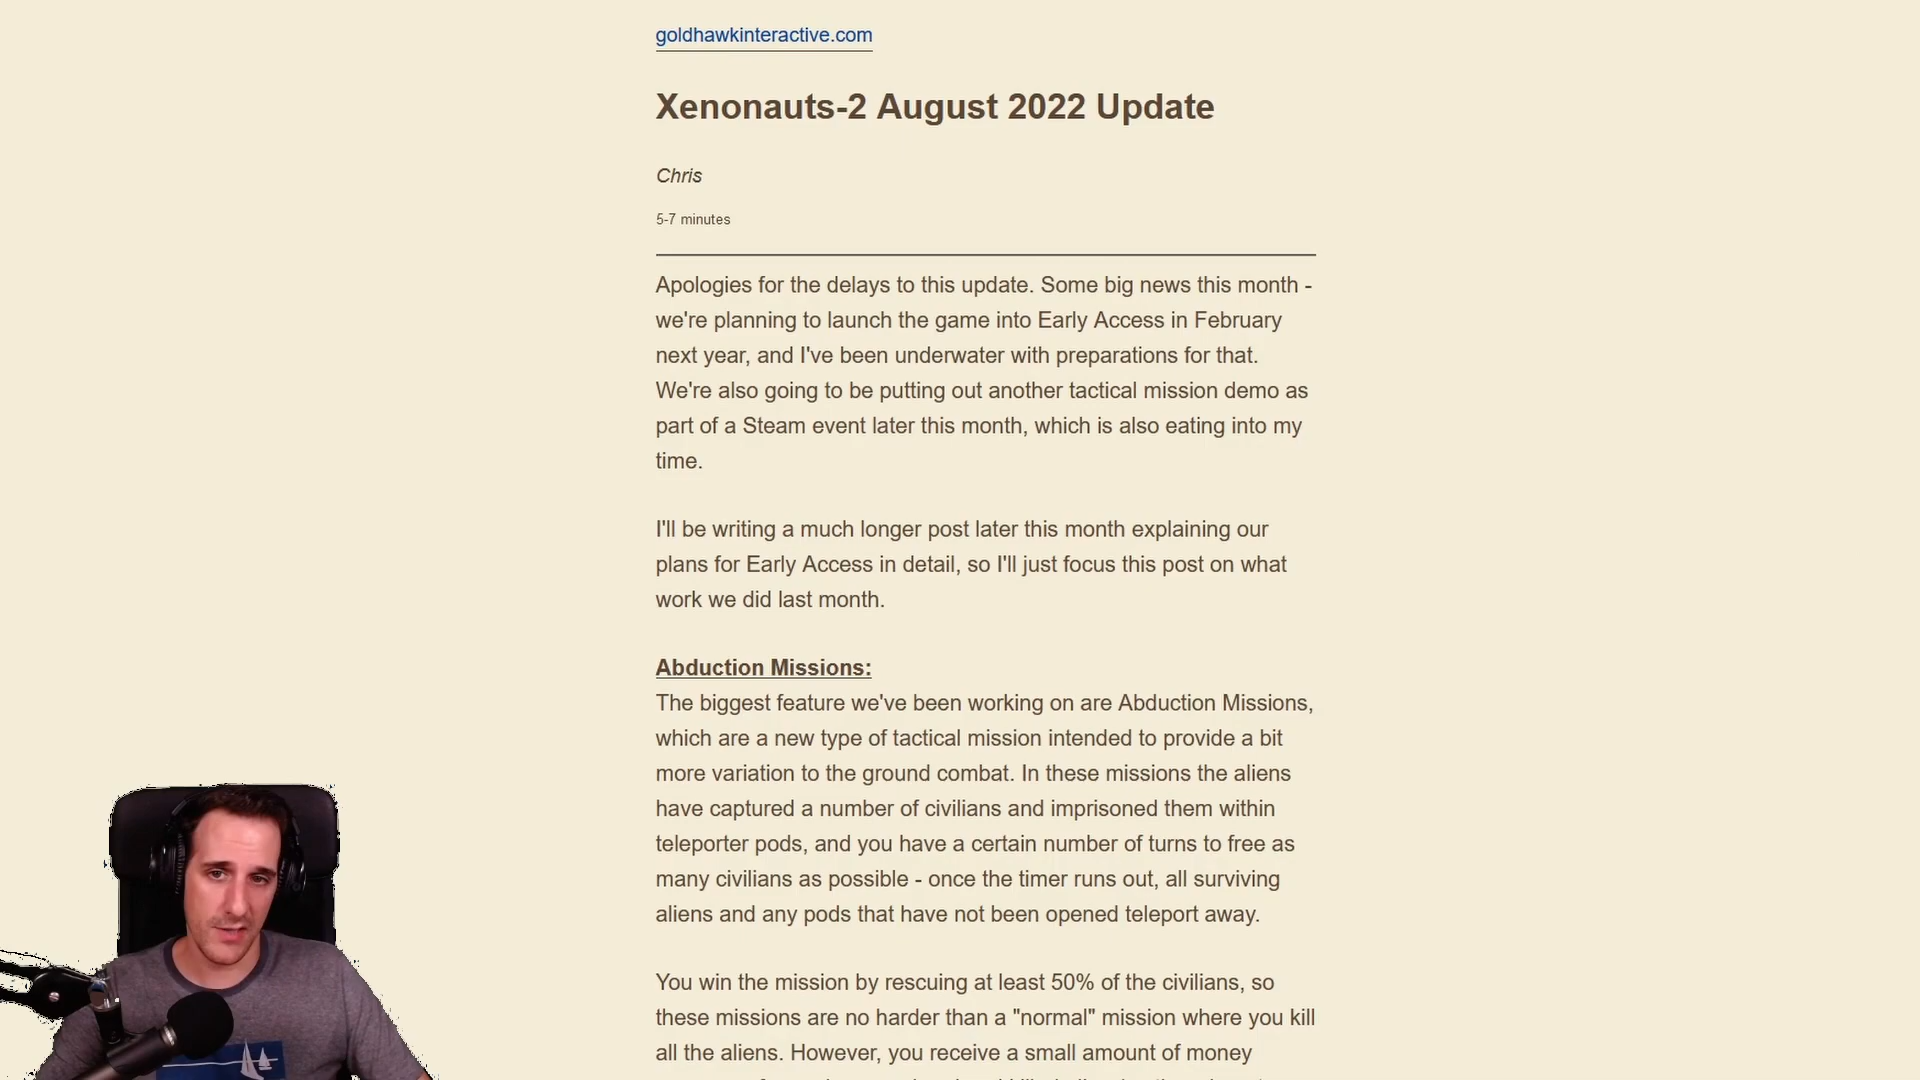 goldhawkinteractive.com
Xenonauts-2 August 2022 Update
Chris
5-7 minutes
Apologies for the delays to this update. Some big news this month -
we're planning to launch the game into Early Access in February
next year, and I've been underwater with preparations for that.
We're also going to be putting out another tactical mission demo as
part of a Steam event later this month, which is also eating into my
time.
I'll be writing a much longer post later this month explaining our
plans for Early Access in detail, so I'll just focus this post on what
work we did last month.
Abduction Missions:
The biggest feature we've been working on are Abduction Missions,
which are a new type of tactical mission intended to provide a bit
more variation to the ground combat. In these missions the aliens
have captured a number of civilians and imprisoned them within
teleporter pods, and you have a certain number of turns to free as
many civilians as possible - once the timer runs out, all surviving
aliens and any pods that have not been opened teleport away.
You win the mission by rescuing at least 50% of the civilians, so
these missions are no harder than a "normal" mission where you kill
all the aliens. However, you receive a small amount of money